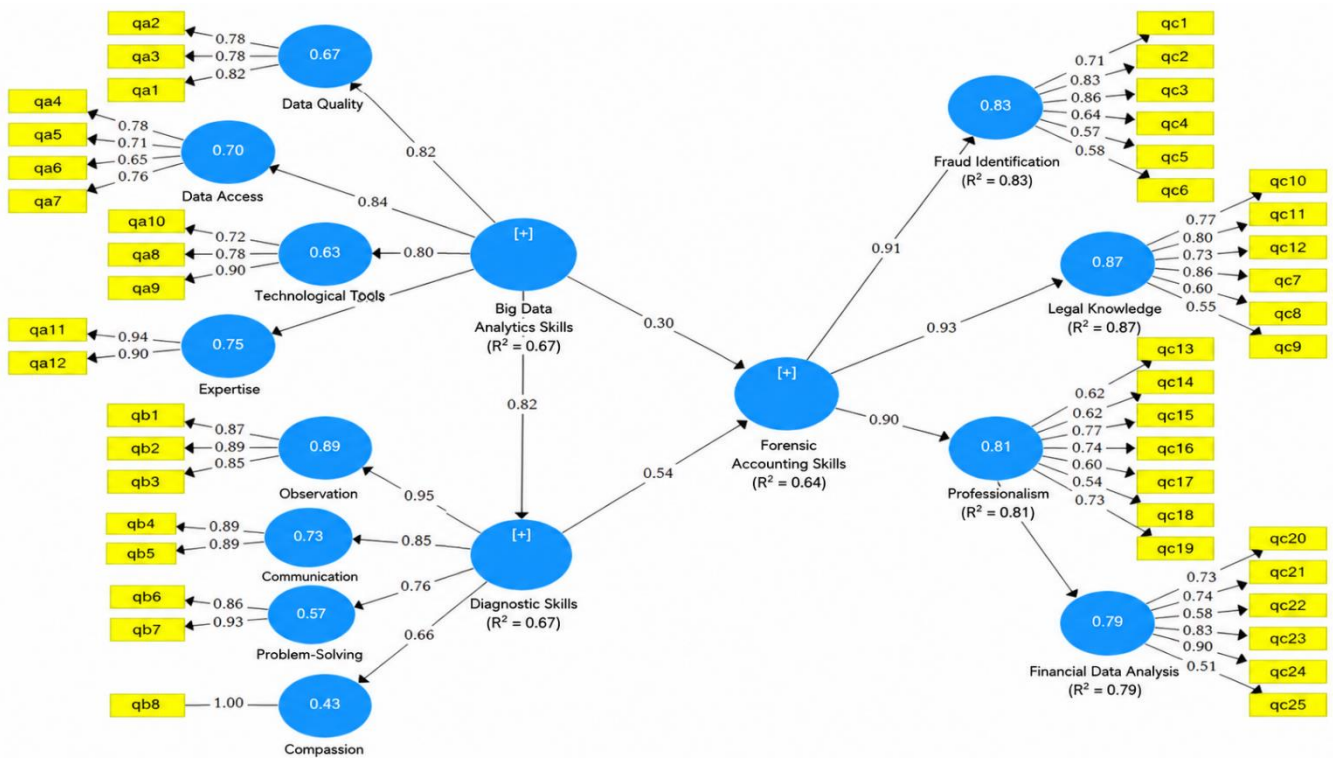 qa2
qa3
qa1
0.78
0.78
0.82
0.67
Data Quality
qa4
qa5
qa6
qa7
0.78
0.71
0.65
0.76
0.70
Data Access
qa10
qa8
qa9
0.72
0.78
0.90
0.63
Technological Tools
qa11
qa12
0.94
0.90
0.75
Expertise
0.82
0.84
0.80
[+]
Big Data
Analytics Skills
(R² = 0.67)
0.82
0.30
qb1
qb2
qb3
0.87
0.89
0.85
0.89
Observation
qb4
qb5
0.89
0.89
0.73
Communication
qb6
qb7
0.86
0.93
0.57
Problem-Solving
qb8
1.00
0.43
Compassion
0.95
0.85
0.76
0.66
[+]
Diagnostic Skills
(R² = 0.67)
0.54
[+]
Forensic
Accounting Skills
(R² = 0.64)
0.91
0.93
0.90
0.83
Fraud Identification
(R² = 0.83)
0.71
0.83
0.86
0.64
0.57
0.58
qc1
qc2
qc3
qc4
qc5
qc6
0.87
Legal Knowledge
(R² = 0.87)
0.77
0.80
0.73
0.86
0.60
0.55
qc10
qc11
qc12
qc7
qc8
qc9
0.81
Professionalism
(R² = 0.81)
0.62
0.62
0.77
0.74
0.60
0.54
0.73
qc13
qc14
qc15
qc16
qc17
qc18
qc19
0.79
Financial Data Analysis
(R² = 0.79)
0.73
0.74
0.58
0.83
0.90
0.51
qc20
qc21
qc22
qc23
qc24
qc25